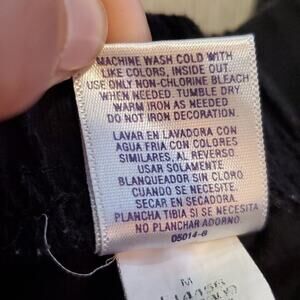 MACHINE WASH COLD WITH
LIKE COLORS, INSIDE OUT
USE ONLY NON-CHLORINE BLEACH
WHEN NEEDED. TUMBLE DRY
WARM IRON AS NEEDED
DO NOT IRON DECORATION.
LAVAR EN LAVADORA CON
AGUA FRIA CON COLORES
SIMILARES, AL REVERSO
USAR SOLAMENTE
BLANQUEADOR SIN CLORO
CUANDO SE NECESITE.
SECAR EN SECADORA.
PLANCHA TIBIA SI SE NECESITA
NO PLANCHAR ADORNO.
05014-6
M